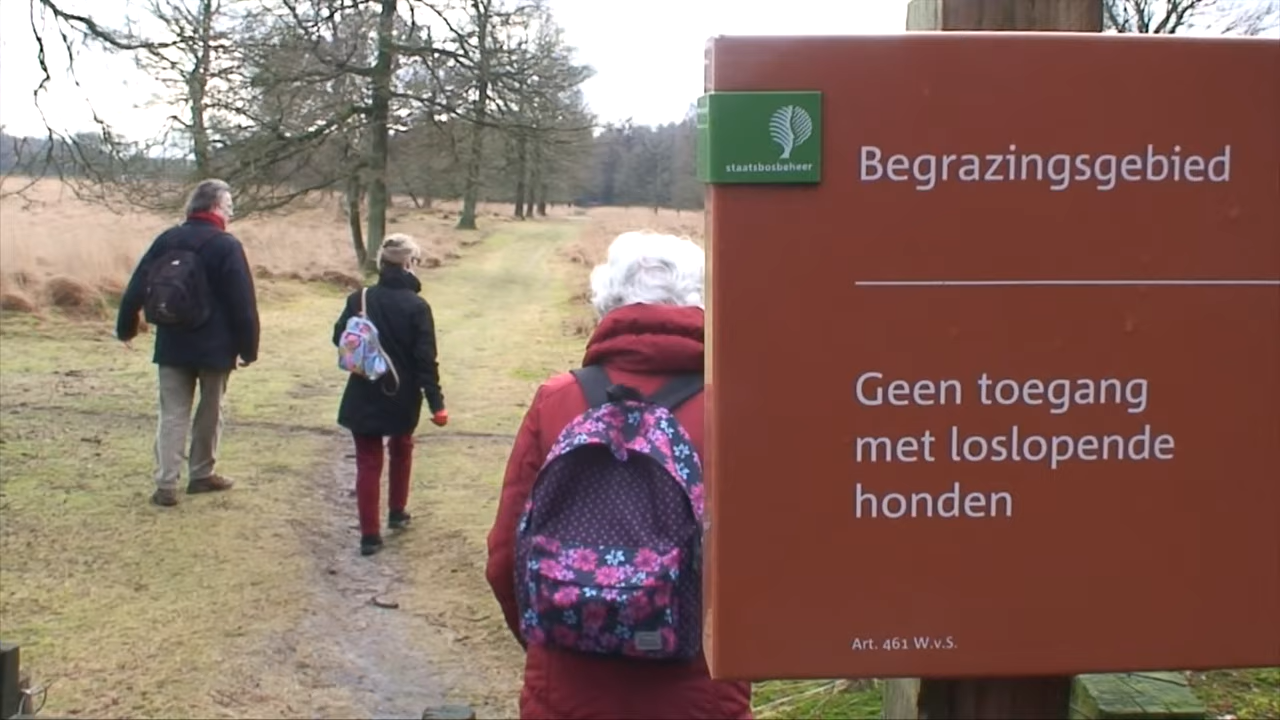 staatsbosbeheer
Begrazingsgebied
Geen toegang
met loslopende
honden
Art. 461 W.v.S.